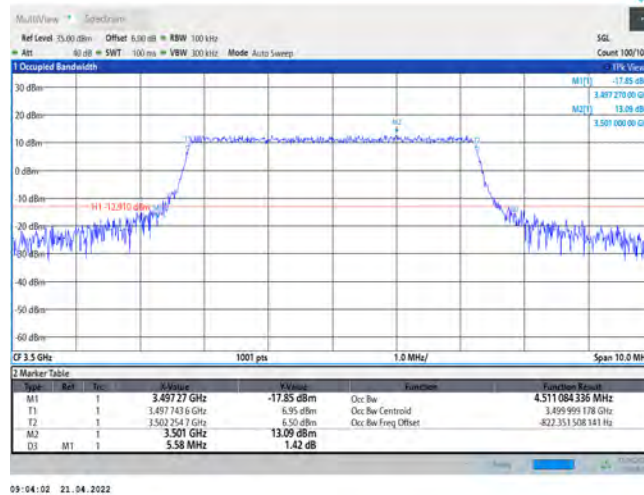 MultiView Spectrum
Ref Level 35.00 dBm Offset 6.00 dB RBW 100 kHz SGL
Att 40 dB SWT 100 ms VBW 300 kHz Mode Auto Sweep Count 100/10
1 Occupied Bandwidth 1Pk View
M1[1] -17.85 dB
3.497 270 00 G
M2[1] 13.09 dB
3.501 000 00 G
30 dBm
20 dBm
M2
10 dBm
0 dBm
-10 dBm
H1 -12.910 dBm
-20 dBm
-30 dBm
-40 dBm
-50 dBm
-60 dBm
CF 3.5 GHz 1001 pts 1.0 MHz/ Span 10.0 MH
2 Marker Table
Type Ref Trc X-Value Y-Value Function Function Result
M1 1 3.497 27 GHz -17.85 dBm Occ Bw 4.511 084 336 MHz
T1 1 3.497 743 6 GHz 6.95 dBm Occ Bw Centroid 3.499 999 178 GHz
T2 1 3.502 254 7 GHz 6.50 dBm Occ Bw Freq Offset -822.351 508 141 Hz
M2 1 3.501 GHz 13.09 dBm
D3 M1 1 5.58 MHz 1.42 dB
09:04:02 21.04.2022